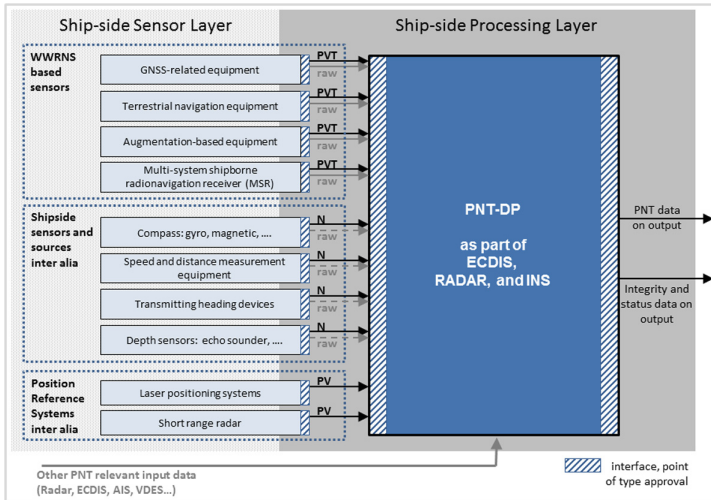 Ship-side Sensor Layer
Ship-side Processing Layer
WWRNS
based
sensors
GNSS-related equipment
PVT
raw
Terrestrial navigation equipment
PVT
raw
Augmentation-based equipment
PVT
raw
Multi-system shipborne
radionavigation receiver (MSR)
PVT
raw
Shipside
sensors and
sources
inter alia
Compass: gyro, magnetic, ....
N
raw
Speed and distance measurement
equipment
N
raw
Transmitting heading devices
N
raw
Depth sensors: echo sounder, ....
N
raw
Position
Reference
Systems
inter alia
Laser positioning systems
PV
Short range radar
PV
PNT-DP
as part of
ECDIS,
RADAR, and INS
PNT data
on output
Integrity and
status data on
output
Other PNT relevant input data
(Radar, ECDIS, AIS, VDES...)
interface, point
of type approval